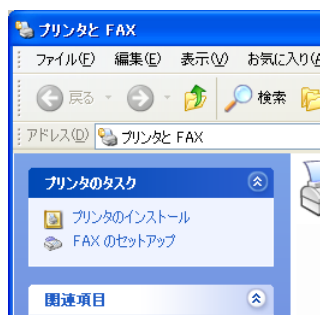 プリンタと FAX
ファイル(F) 編集(E) 表示(V) お気に入り(A
戻る 検索
アドレス(D) プリンタと FAX
プリンタのタスク
プリンタのインストール
FAX のセットアップ
関連項目